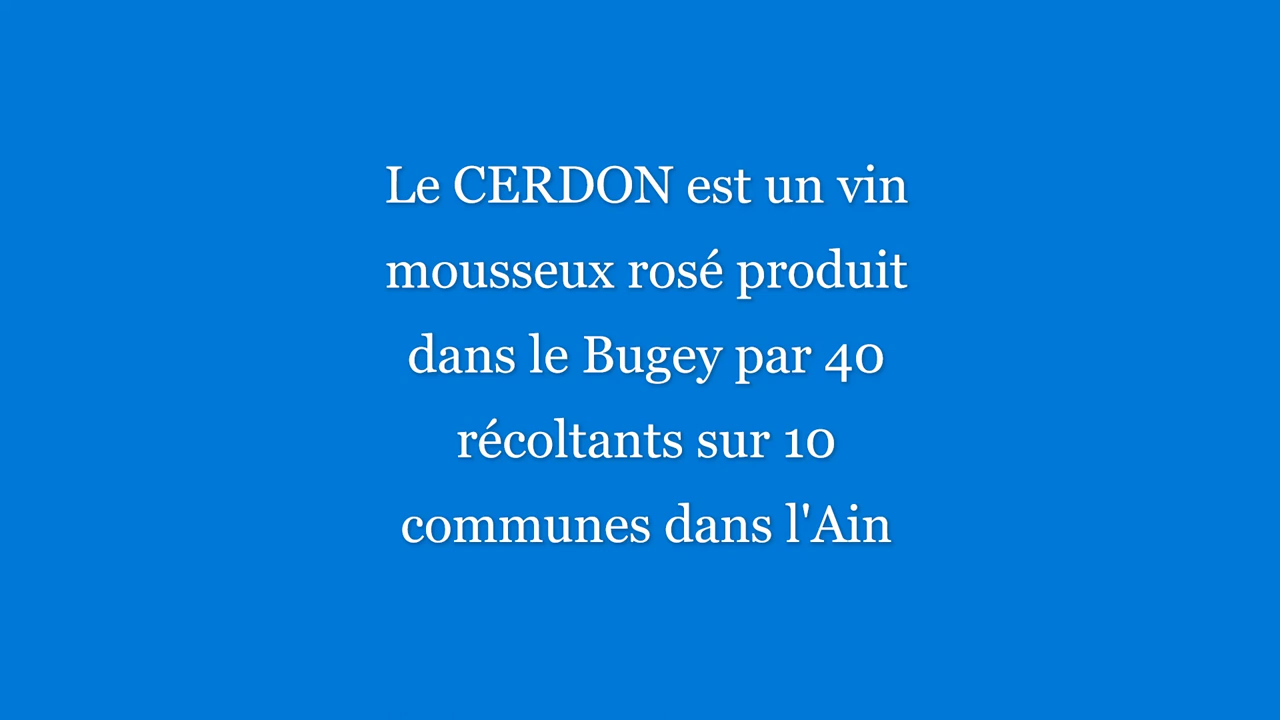 Le CERDON est un vin
mousseux rosé produit
dans le Bugey par 40
récoltants sur 10
communes dans l'Ain